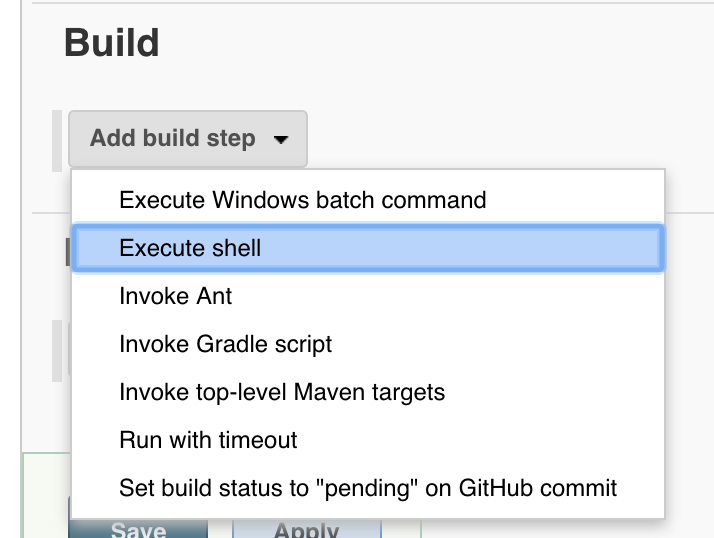 Build
Add build step
Execute Windows batch command
Execute shell
Invoke Ant
Invoke Gradle script
Invoke top-level Maven targets
Run with timeout
Set build status to "pending" on GitHub commit
Save Apply